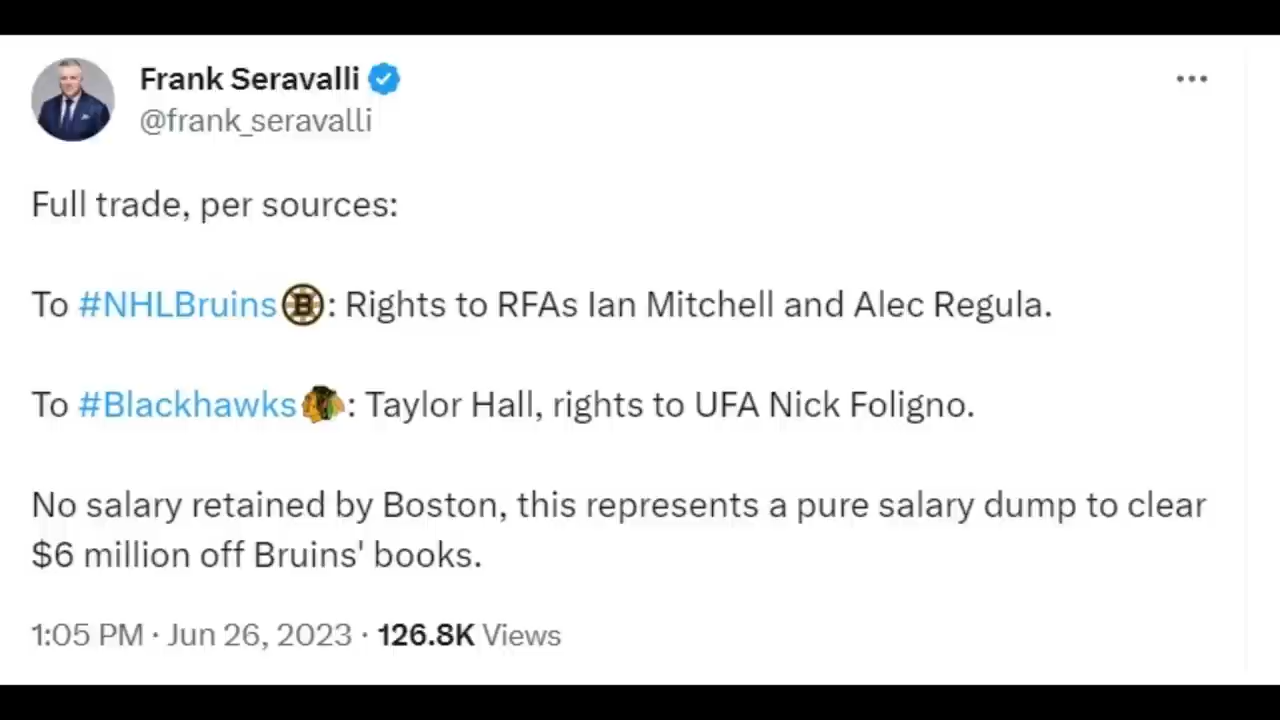 Frank Seravalli
@frank_seravalli
Full trade, per sources:
To #NHLBruins B: Rights to RFAs Ian Mitchell and Alec Regula.
To #Blackhawks: Taylor Hall, rights to UFA Nick Foligno.
No salary retained by Boston, this represents a pure salary dump to clear
$6 million off Bruins' books.
1:05 PM · Jun 26, 2023 · 126.8K Views